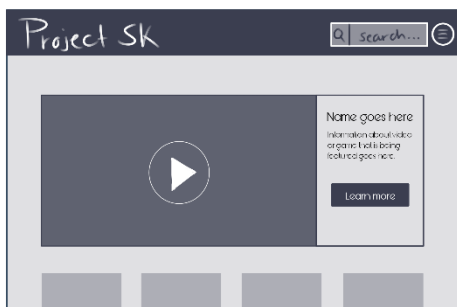 Project SK
search...
Name goes here
Information about video
or game that is being
featured goes here.
Learn more